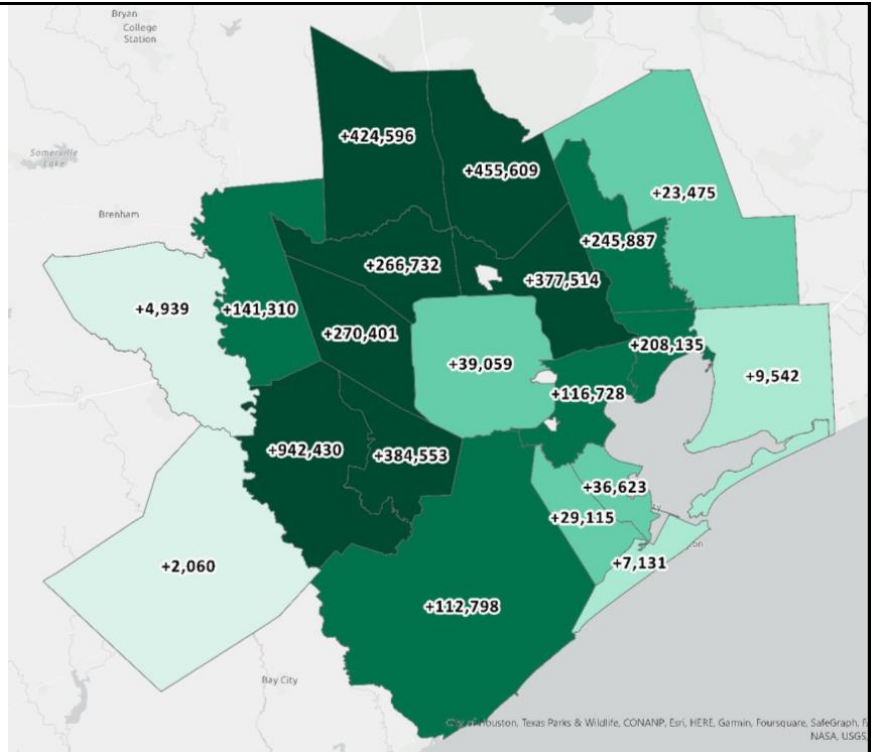 Bryan
College
Station
+424,596
Somerville
Lake
+455,609
+23,475
Brenham
+245,887
+266,732
+377,514
+4,939
+141,310
+270,401
+208,135
+39,059
+9,542
+116,728
+942,430
+384,553
+36,623
+29,115
+7,131
+2,060
+112,798
Bay City
City of Houston, Texas Parks & Wildlife, CONANP, Esri, HERE, Garmin, Foursquare, SafeGraph,
NASA, USGS,